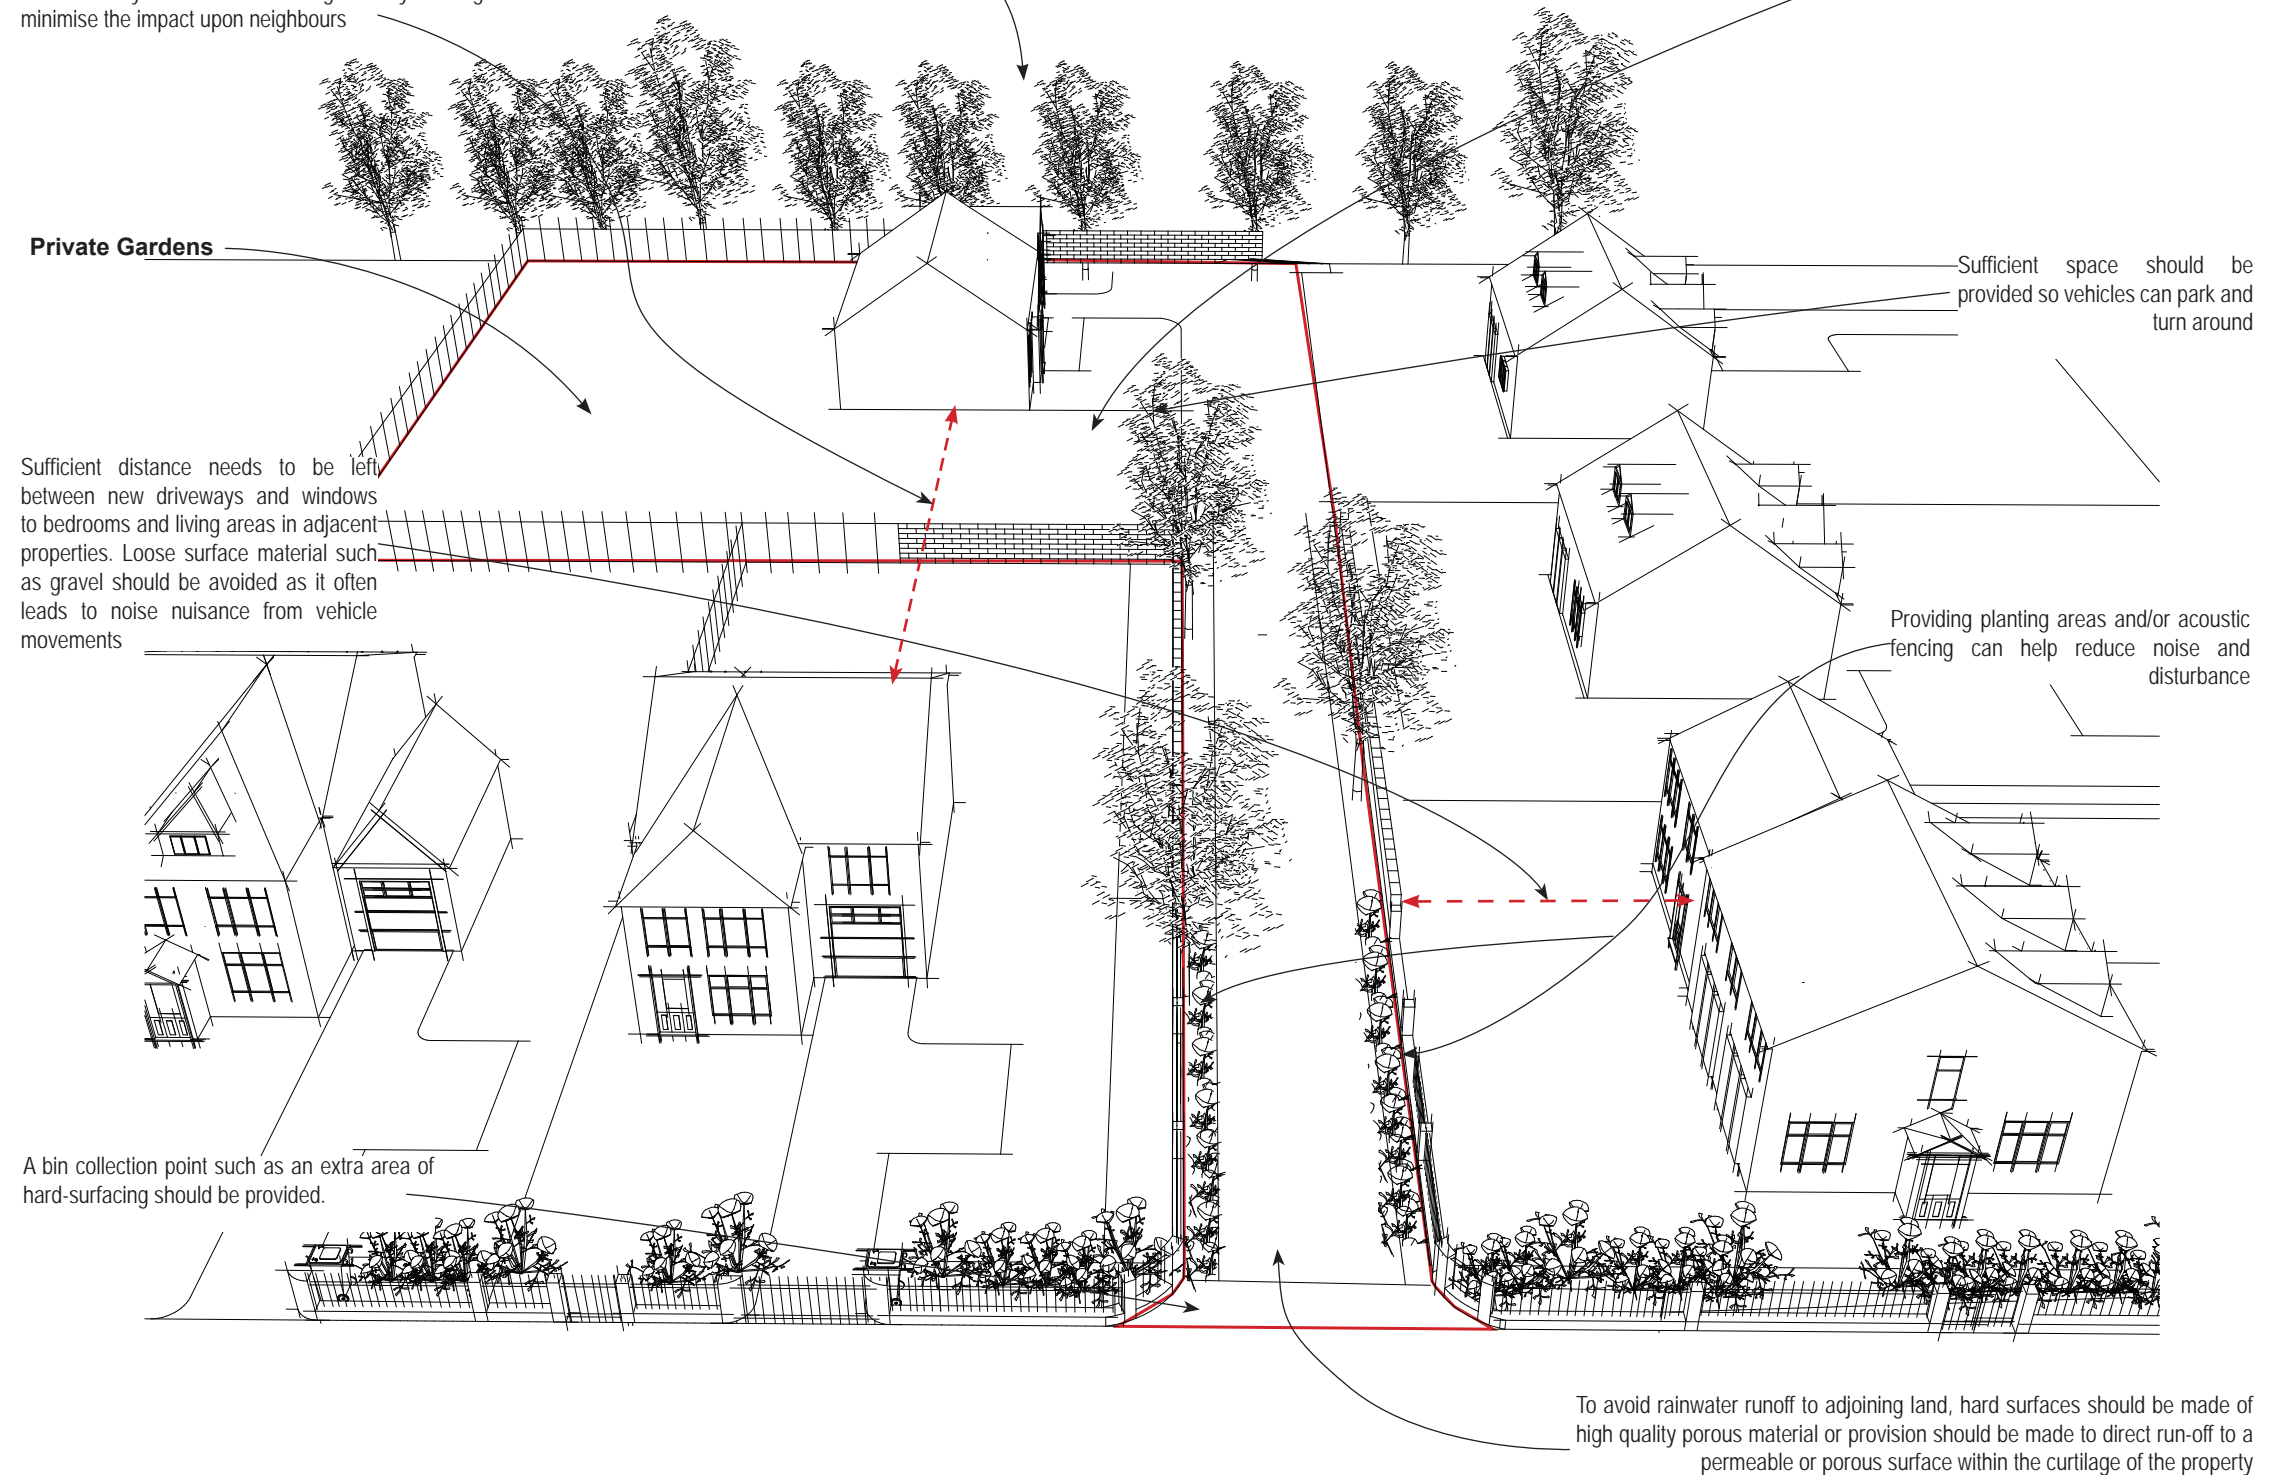 minimise the impact upon neighbours
Private Gardens
Sufficient space should be
provided so vehicles can park and
turn around
Sufficient distance needs to be left
between new driveways and windows
to bedrooms and living areas in adjacent
properties. Loose surface material such
as gravel should be avoided as it often
leads to noise nuisance from vehicle
movements
Providing planting areas and/or acoustic
fencing can help reduce noise and
disturbance
A bin collection point such as an extra area of
hard-surfacing should be provided.
To avoid rainwater runoff to adjoining land, hard surfaces should be made of
high quality porous material or provision should be made to direct run-off to a
permeable or porous surface within the curtilage of the property